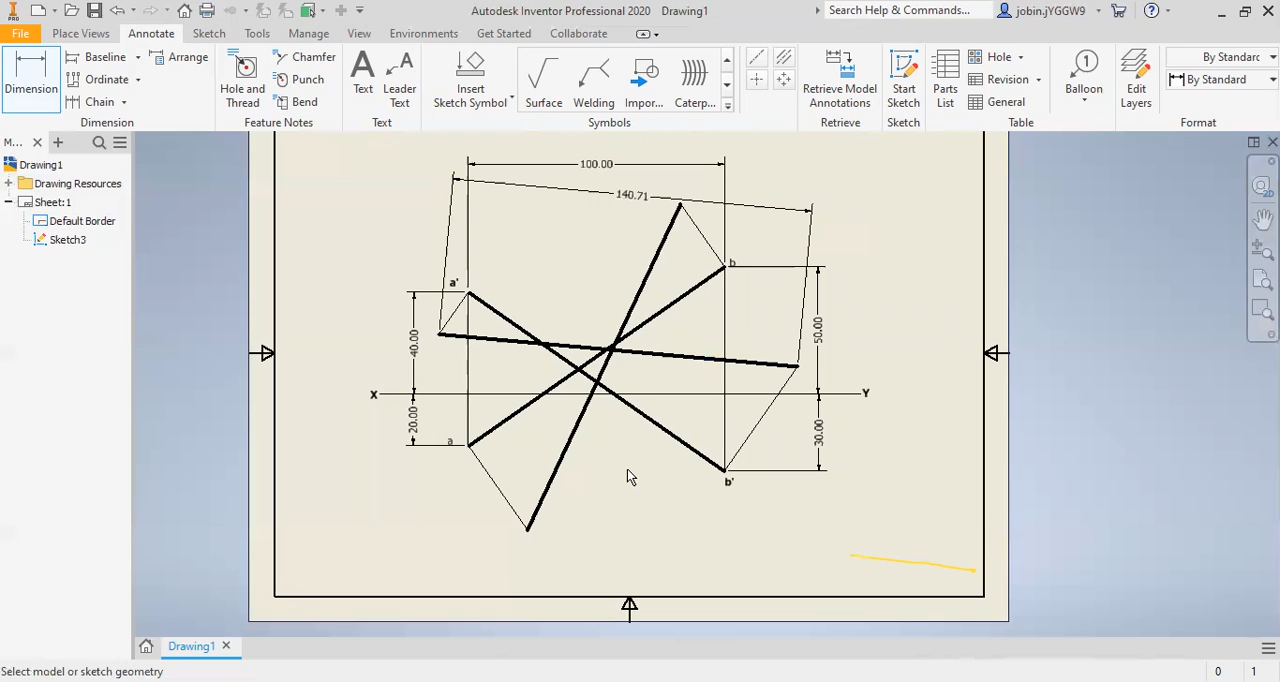 PRO
Autodesk Inventor Professional 2020 Drawing1
Search Help & Commands...
jobin.jYGGW9
File Place Views Annotate Sketch Tools Manage View Environments Get Started Collaborate
Dimension
Baseline
Ordinate
Chain
Arrange
Dimension
Hole and Thread
Chamfer
Punch
Bend
Feature Notes
Text
Leader Text
Text
Insert Sketch Symbol
Surface
Welding
Impor...
Caterp...
Symbols
Retrieve Model Annotations
Retrieve
Start Sketch
Sketch
Parts List
Hole
Revision
General
Table
Balloon
1
Edit Layers
By Standarc
By Standard
Format
M...
Drawing1
Drawing Resources
Sheet:1
Default Border
Sketch3
100.00
140.71
b
a'
40.00
50.00
X
Y
20.00
30.00
a
b'
2D
Drawing1
Select model or sketch geometry
0 1